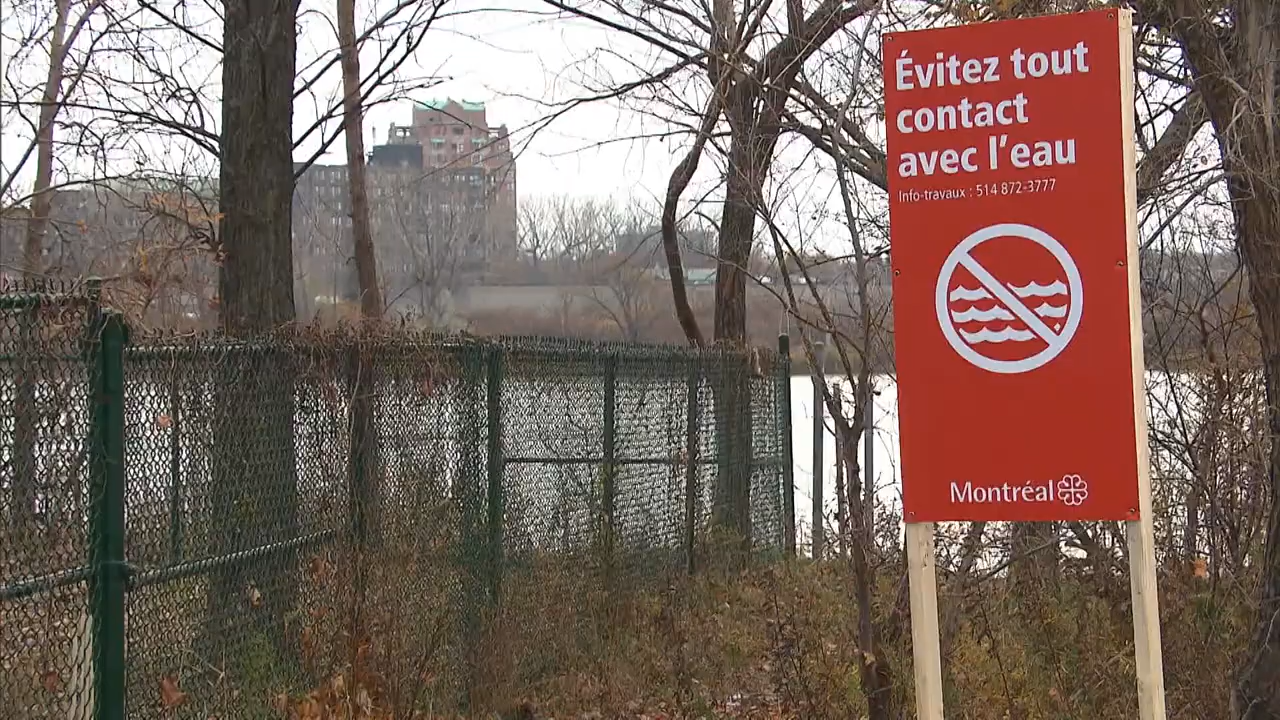 Évitez tout
contact
avec l'eau
Info-travaux : 514 872-3777
Montréal